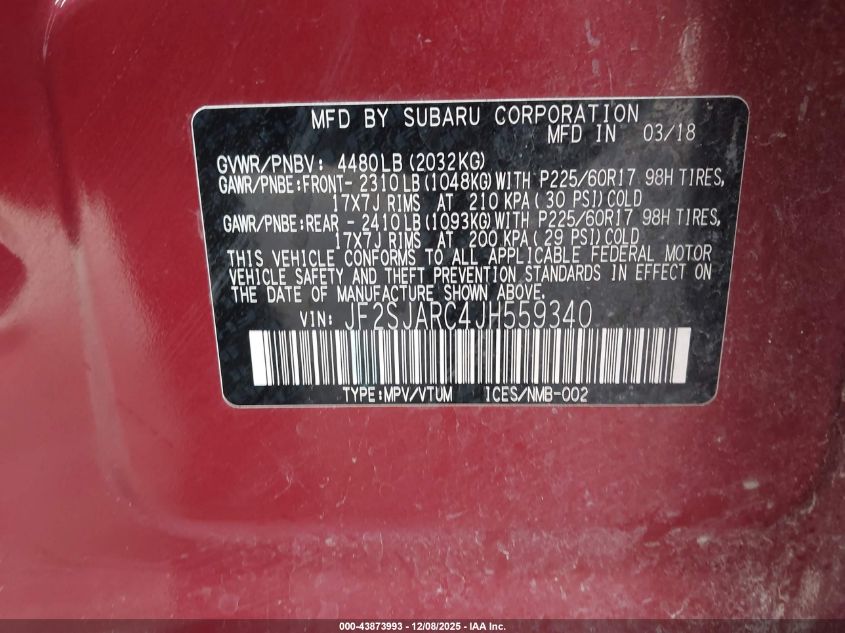 MFD BY SUBARU CORPORATION
MFD IN 03/18
GVWR/PNBV: 4480LB(2032KG)
GAWR/PNBE:FRONT- 2310LB(1048KG)WITH P225/60R17 98H TIRES,
17X7J RIMS AT 210 KPA(30 PSI)COLD
GAWR/PNBE:REAR - 2410LB(1093KG)WITH P225/60R17 98H TIRES,
17X7J RIMS AT 200 KPA(29 PSI)COLD
THIS VEHICLE CONFORMS TO ALL APPLICABLE FEDERAL MOTOR
VEHICLE SAFETY AND THEFT PREVENTION STANDARDS IN EFFECT ON
THE DATE OF MANUFACTURE SHOWN ABOVE.
VIN: JF2SJARC4JH559340
TYPE:MPV/VTUM ICES/NMB-002
000-43873993 - 12/08/2025 - IAA Inc.